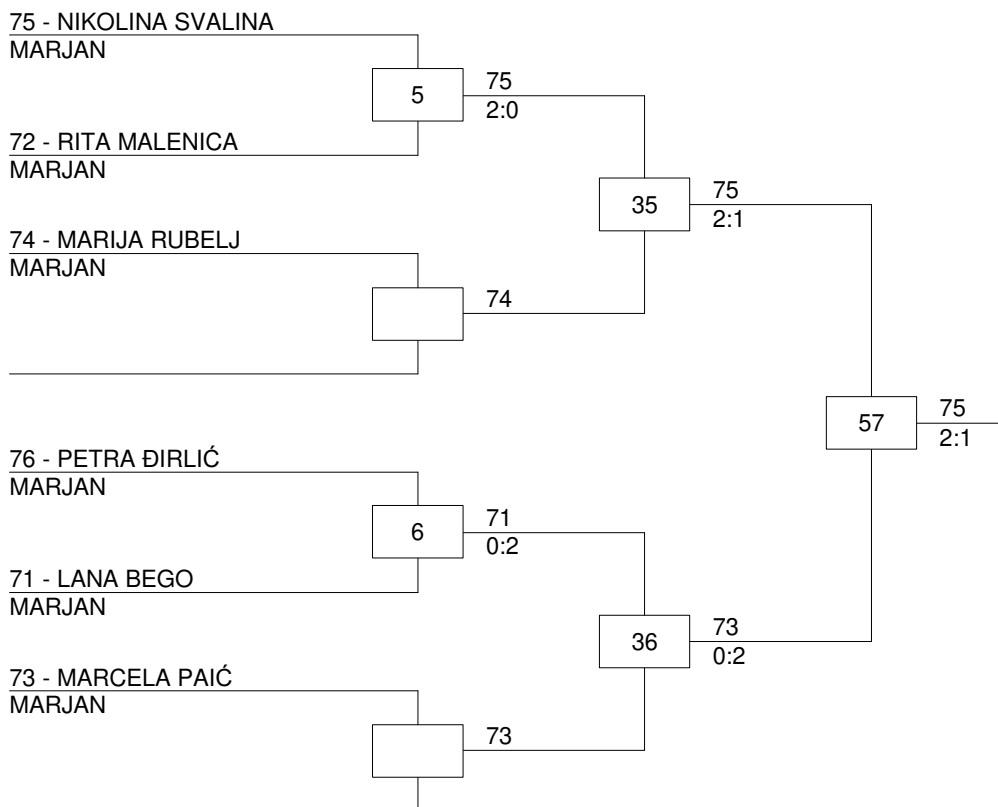 75 - NIKOLINA SVALINA
MARJAN
5
75
2:0
72 - RITA MALENICA
MARJAN
35
75
2:1
74 - MARIJA RUBELJ
MARJAN
74
57
75
2:1
76 - PETRA ĐIRLIĆ
MARJAN
6
71
0:2
71 - LANA BEGO
MARJAN
36
73
0:2
73 - MARCELA PAIĆ
MARJAN
73